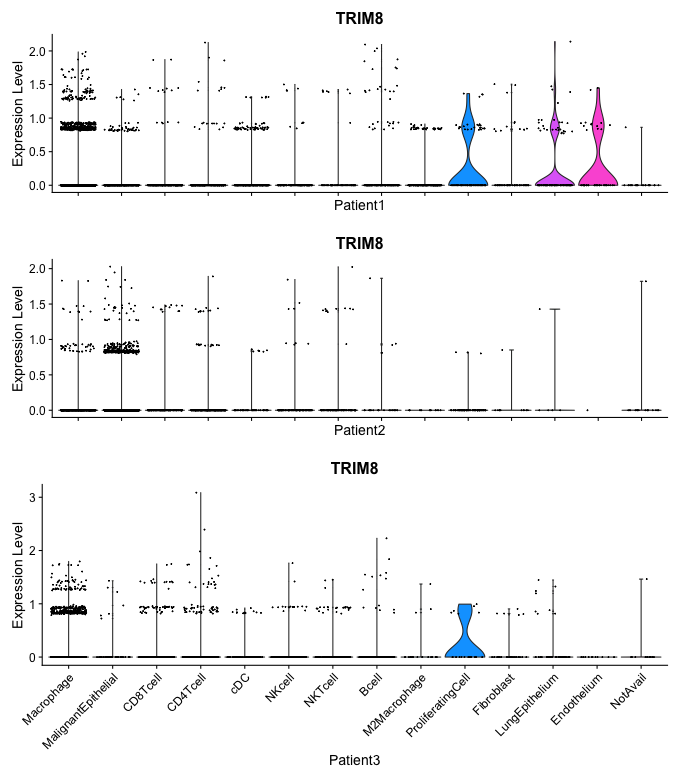 TRIM8
Expression Level
2.0
1.5
1.0
0.5
0.0
Patient1
TRIM8
Expression Level
2.0
1.5
1.0
0.5
0.0
Patient2
TRIM8
Expression Level
3
2
1
0
Macrophage
MalignantEpithelial
CD8Tcell
CD4Tcell
cDC
NKcell
NKTcell
Bcell
M2Macrophage
ProliferatingCell
Fibroblast
LungEpithelium
Endothelium
NotAvail
Patient3